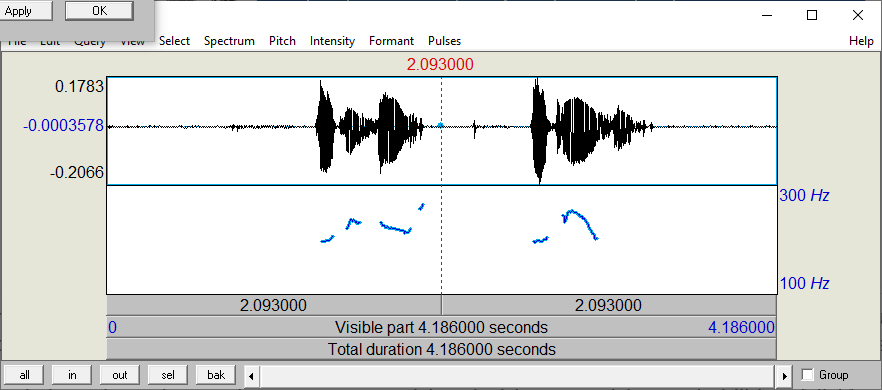 Apply OK
File Edit Query View Select Spectrum Pitch Intensity Formant Pulses Help
2.093000
0.1783
-0.0003578
-0.2066
300 Hz
100 Hz
2.093000 2.093000
0 Visible part 4.186000 seconds 4.186000
Total duration 4.186000 seconds
all in out sel bak Group